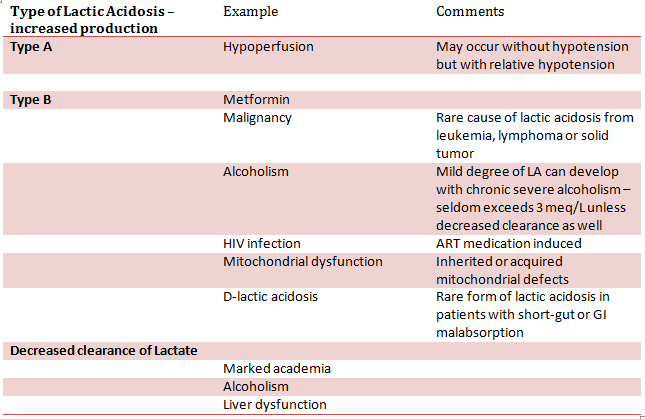 Type of Lactic Acidosis – Example Comments
increased production
Type A Hypoperfusion May occur without hypotension
but with relative hypotension
Type B Metformin
Malignancy Rare cause of lactic acidosis from
leukemia, lymphoma or solid
tumor
Alcoholism Mild degree of LA can develop
with chronic severe alcoholism –
seldom exceeds 3 meq/L unless
decreased clearance as well
HIV infection ART medication induced
Mitochondrial dysfunction Inherited or acquired
mitochondrial defects
D-lactic acidosis Rare form of lactic acidosis in
patients with short-gut or GI
malabsorption
Decreased clearance of Lactate
Marked academia
Alcoholism
Liver dysfunction